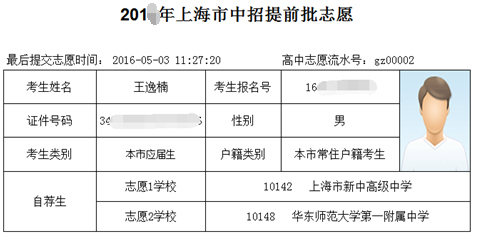 201 年上海市中招提前批志愿
最后提交志愿时间: 2016-05-03 11:27:20 高中志愿流水号: gz00002
考生姓名 王逸楠 考生报名号 16
证件号码 34 5 性别 男
考生类别 本市应届生 户籍类别 本市常住户籍考生
自荐生 志愿1学校 10142 上海市新中高级中学
志愿2学校 10148 华东师范大学第一附属中学